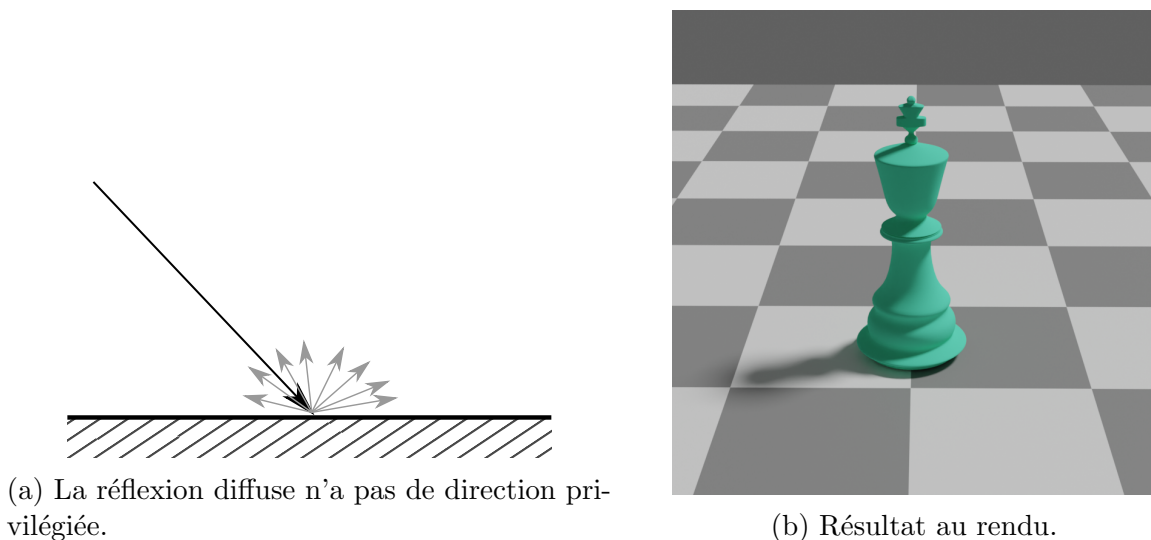 (a) La réflexion diffuse n'a pas de direction pri-
vilégiée.
(b) Résultat au rendu.